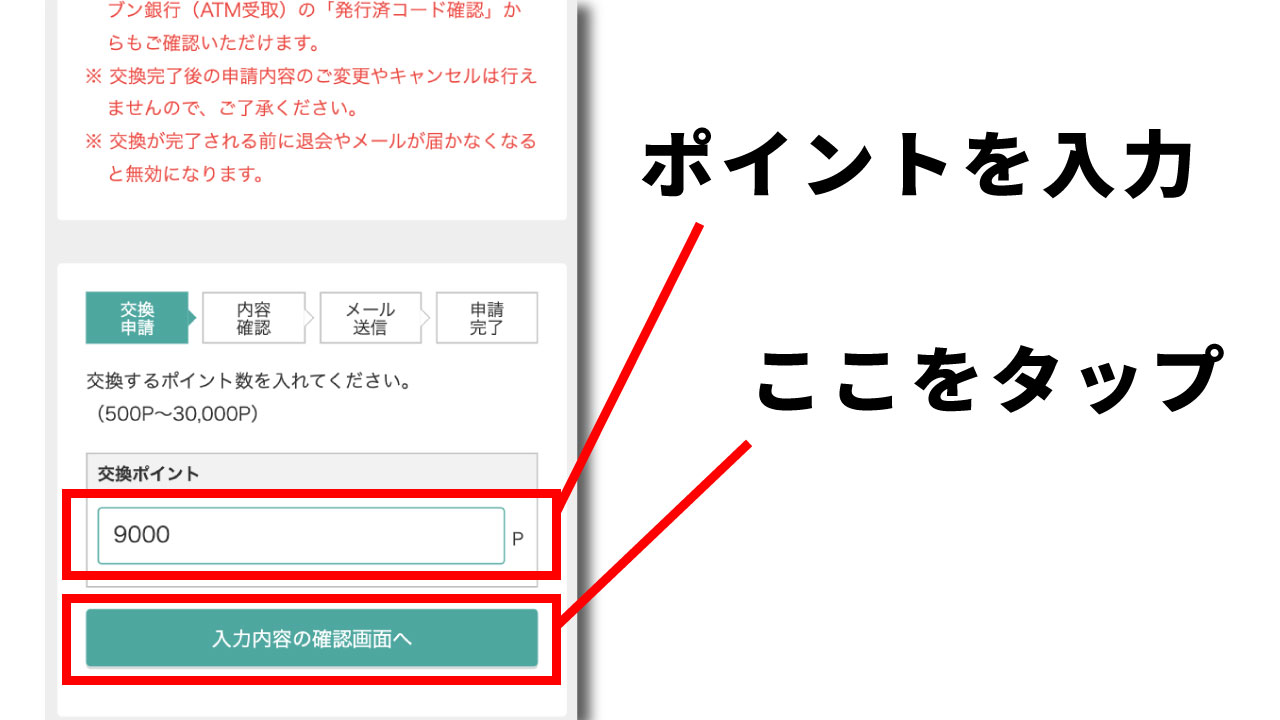 ブン銀行（ATM受取）の「発行済コード確認」か
らもご確認いただけます。
※ 交換完了後の申請内容のご変更やキャンセルは行え
ませんので、ご了承ください。
※ 交換が完了される前に退会やメールが届かなくなる
と無効になります。
ポイントを入力
交換
申請
内容
確認
メール
送信
申請
完了
ここをタップ
交換するポイント数を入れてください。
（500P〜30,000P）
交換ポイント
9000
P
入力内容の確認画面へ